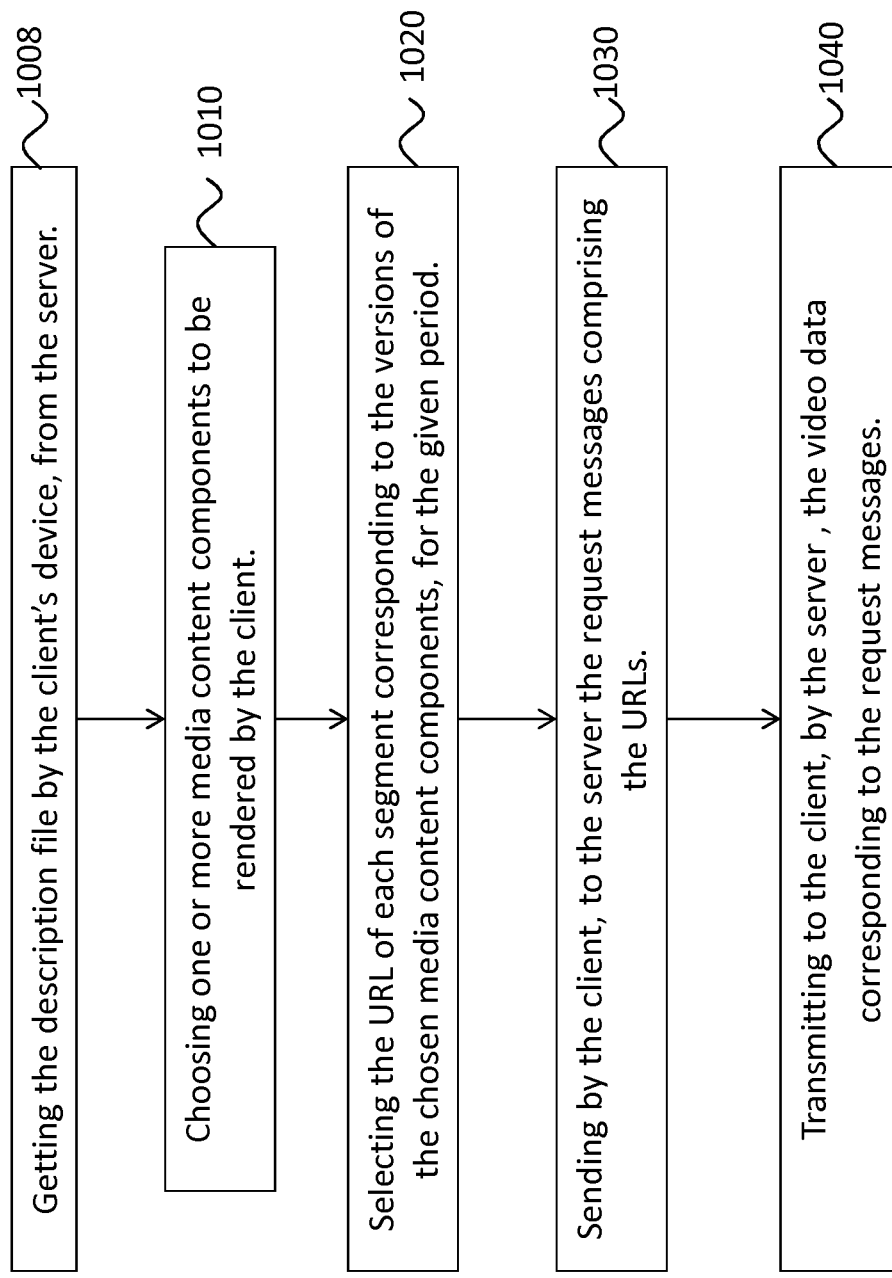 Getting the description file by the client's device, from the server.
1008
Choosing one or more media content components to be
rendered by the client.
1010
Selecting the URL of each segment corresponding to the versions of
the chosen media content components, for the given period.
1020
Sending by the client, to the server the request messages comprising
the URLs.
1030
Transmitting to the client, by the server , the video data
corresponding to the request messages.
1040